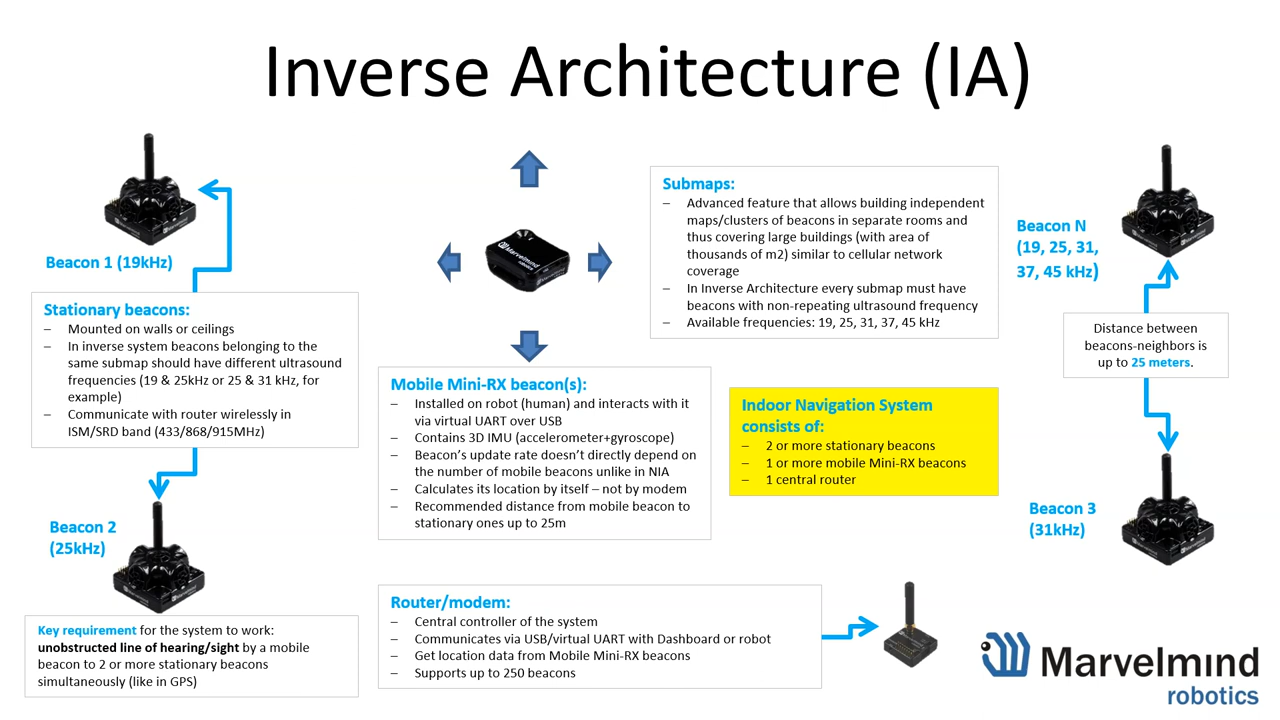 Inverse Architecture (IA)
Beacon 1 (19kHz)
Stationary beacons:
– Mounted on walls or ceilings
– In inverse system beacons belonging to the
same submap should have different ultrasound
frequencies (19 & 25kHz or 25 & 31 kHz, for
example)
– Communicate with router wirelessly in
ISM/SRD band (433/868/915MHz)
Beacon 2
(25kHz)
Key requirement for the system to work:
unobstructed line of hearing/sight by a mobile
beacon to 2 or more stationary beacons
simultaneously (like in GPS)
Marvelmind
robotics
Mobile Mini-RX beacon(s):
– Installed on robot (human) and interacts with it
via virtual UART over USB
– Contains 3D IMU (accelerometer+gyroscope)
– Beacon’s update rate doesn’t directly depend on
the number of mobile beacons unlike in NIA
– Calculates its location by itself – not by modem
– Recommended distance from mobile beacon to
stationary ones up to 25m
Router/modem:
– Central controller of the system
– Communicates via USB/virtual UART with Dashboard or robot
– Get location data from Mobile Mini-RX beacons
– Supports up to 250 beacons
Submaps:
– Advanced feature that allows building independent
maps/clusters of beacons in separate rooms and
thus covering large buildings (with area of
thousands of m2) similar to cellular network
coverage
– In Inverse Architecture every submap must have
beacons with non-repeating ultrasound frequency
– Available frequencies: 19, 25, 31, 37, 45 kHz
Indoor Navigation System
consists of:
– 2 or more stationary beacons
– 1 or more mobile Mini-RX beacons
– 1 central router
Beacon N
(19, 25, 31,
37, 45 kHz)
Distance between
beacons-neighbors is
up to 25 meters.
Beacon 3
(31kHz)
Marvelmind
robotics